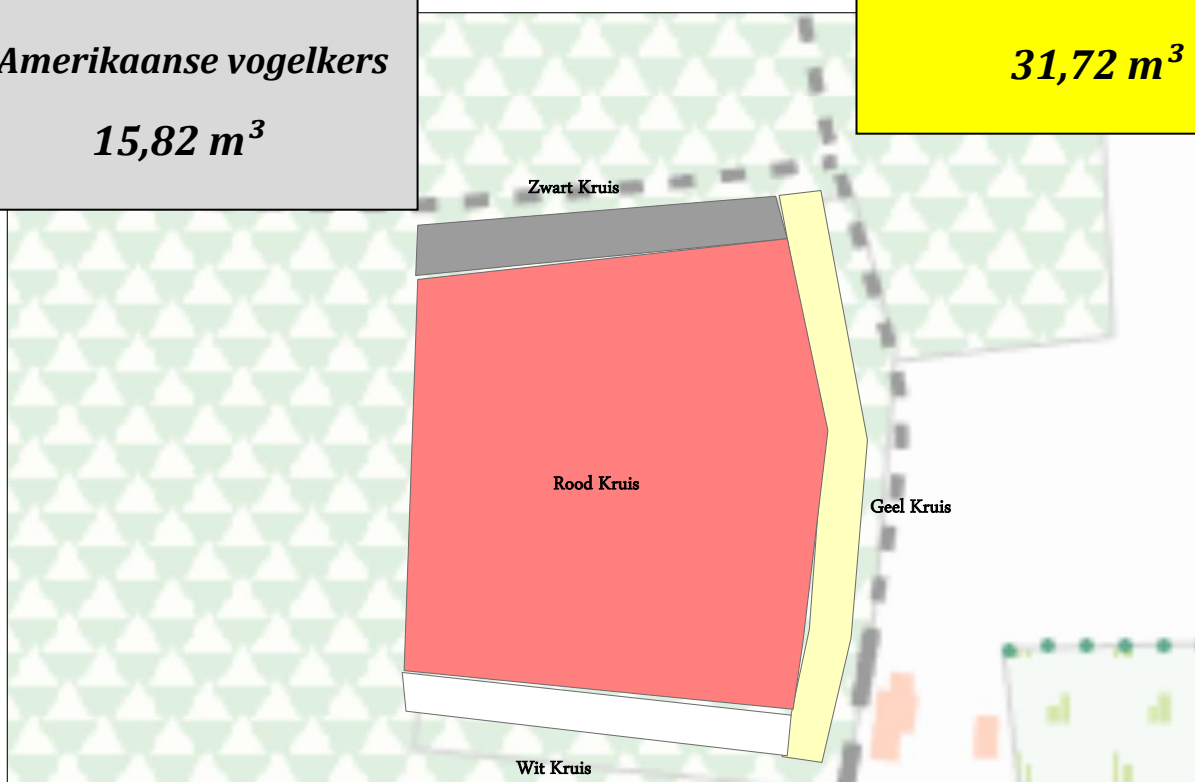 Amerikaanse vogelkers
15,82 m³
31,72 m³
Zwart Kruis
Rood Kruis
Geel Kruis
Wit Kruis